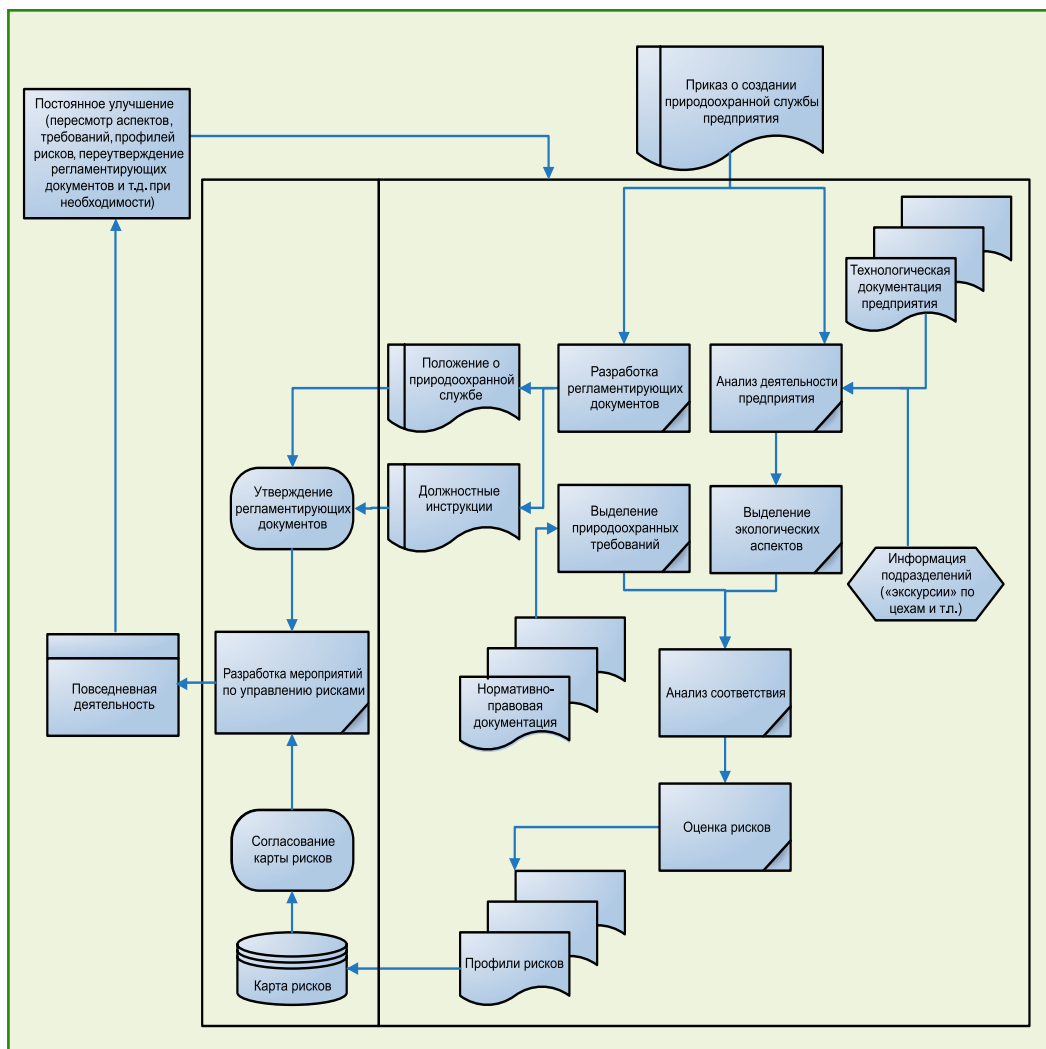 Приказ о создании
природоохранной службы
предприятия
Постоянное улучшение
(пересмотр аспектов,
требований, профилей
рисков, переутверждение
регламентирующих
документов и т.д. при
необходимости)
Технологическая
документация
предприятия
Положение о
природоохранной
службе
Разработка
регламентирующих
документов
Анализ деятельности
предприятия
Утверждение
регламентирующих
документов
Должностные
инструкции
Выделение
природоохранных
требований
Выделение
экологических
аспектов
Информация
подразделений
(«экскурсии» по
цехам и т.п.)
Повседневная
деятельность
Разработка мероприятий
по управлению рисками
Нормативно-
правовая
документация
Анализ соответствия
Согласование
карты рисков
Оценка рисков
Карта рисков
Профили рисков